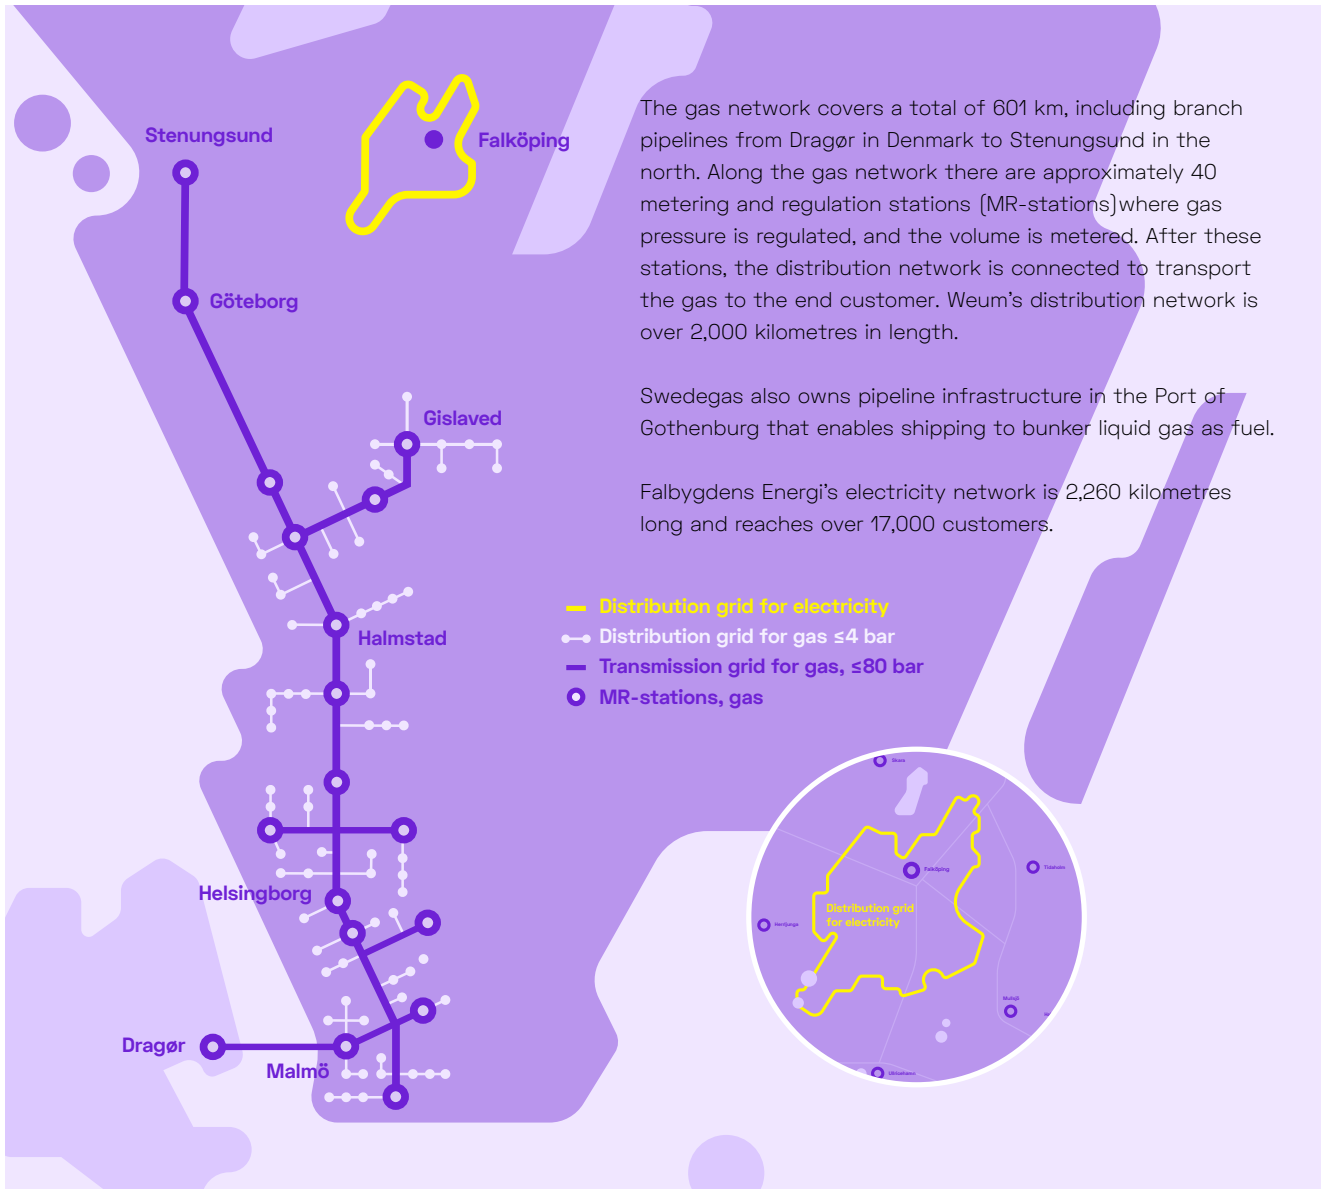 Stenungsund
Falköping
Göteborg
Gislaved
Halmstad
Helsingborg
Dragør
Malmö
The gas network covers a total of 601 km, including branch
pipelines from Dragør in Denmark to Stenungsund in the
north. Along the gas network there are approximately 40
metering and regulation stations (MR-stations)where gas
pressure is regulated, and the volume is metered. After these
stations, the distribution network is connected to transport
the gas to the end customer. Weum’s distribution network is
over 2,000 kilometres in length.
Swedegas also owns pipeline infrastructure in the Port of
Gothenburg that enables shipping to bunker liquid gas as fuel.
Falbygdens Energi’s electricity network is 2,260 kilometres
long and reaches over 17,000 customers.
Distribution grid for electricity
Distribution grid for gas ≤4 bar
Transmission grid for gas, ≤80 bar
MR-stations, gas
Skara
Falköping
Tidaholm
Distribution grid
for electricity
Herrljunga
Mullsjö
Ulricehamn